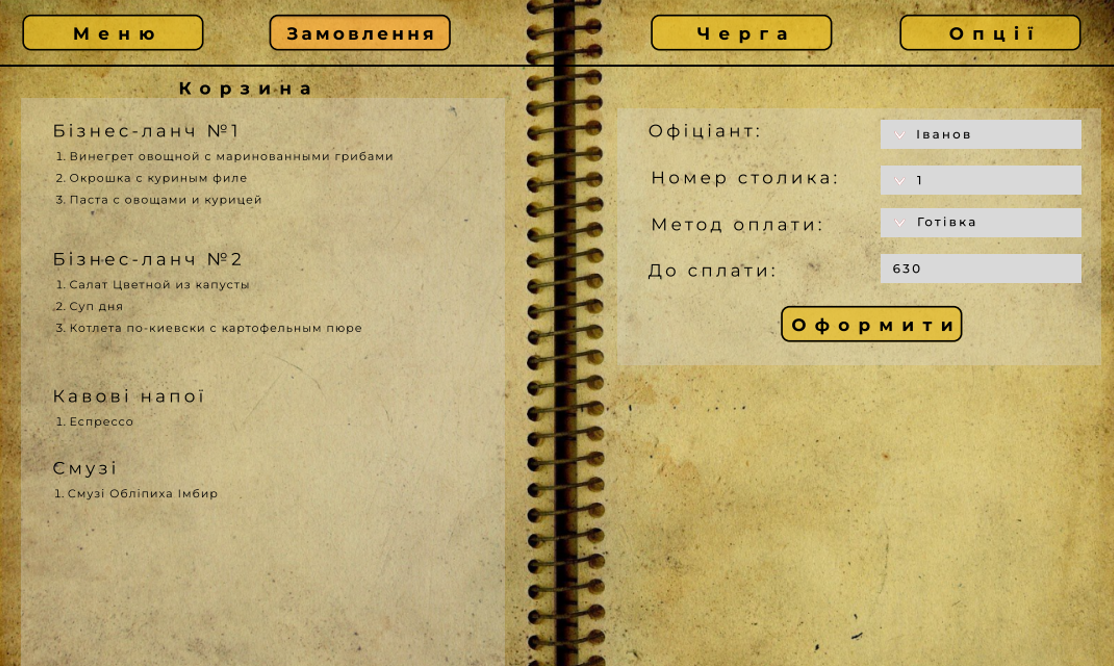 Меню
Замовлення
Черга
Опції
Корзина
Бізнес-ланч №1
1. Винегрет овощной с маринованными грибами
2. Окрошка с куриным филе
3. Паста с овощами и курицей
Бізнес-ланч №2
1. Салат Цветной из капусты
2. Суп дня
3. Котлета по-киевски с картофельным пюре
Кавові напої
1. Еспрессо
Смузі
1. Смузі Обліпиха Імбир
Офіціант:
Іванов
Номер столика:
1
Метод оплати:
Готівка
До сплати:
630
Оформити